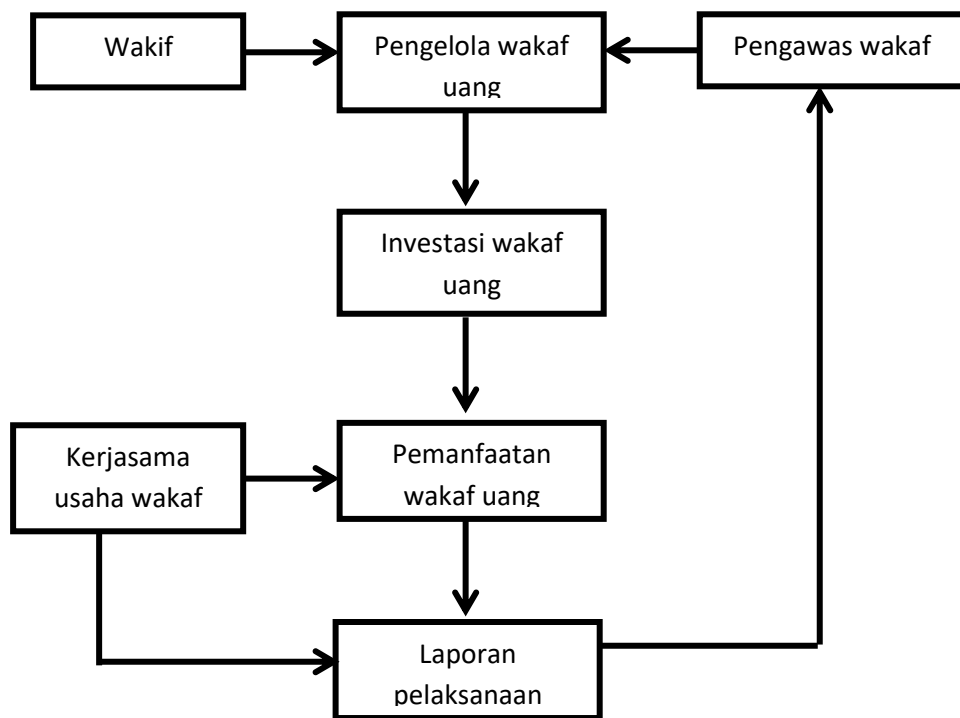 Wakif
Pengelola wakaf
uang
Pengawas wakaf
Investasi wakaf
uang
Kerjasama
usaha wakaf
Pemanfaatan
wakaf uang
Laporan
pelaksanaan